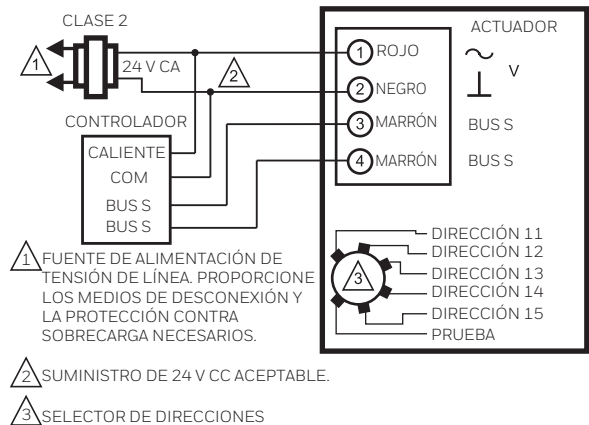 CLASE 2
24 V CA
1
2
CONTROLADOR
CALIENTE
COM
BUS S
BUS S
ACTUADOR
1 ROJO
V
2 NEGRO
3 MARRÓN BUS S
4 MARRÓN BUS S
3
DIRECCIÓN 11
DIRECCIÓN 12
DIRECCIÓN 13
DIRECCIÓN 14
DIRECCIÓN 15
PRUEBA
1 FUENTE DE ALIMENTACIÓN DE
TENSIÓN DE LÍNEA. PROPORCIONE
LOS MEDIOS DE DESCONEXIÓN Y
LA PROTECCIÓN CONTRA
SOBRECARGA NECESARIOS.
2 SUMINISTRO DE 24 V CC ACEPTABLE.
3 SELECTOR DE DIRECCIONES